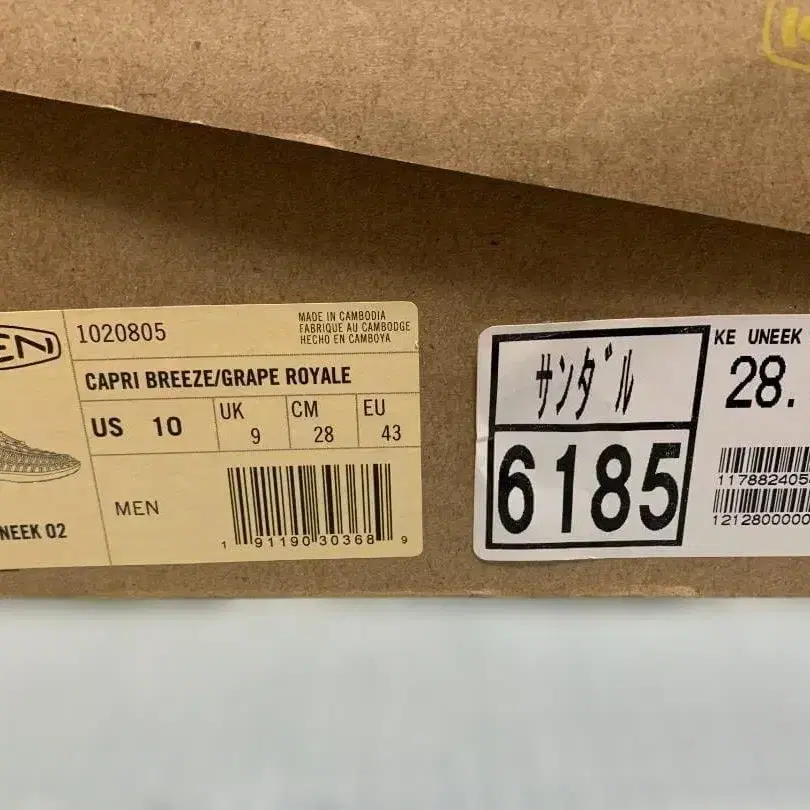 EN
1020805
MADE IN CAMBODIA
FABRIQUE AU CAMBODGE
HECHO EN CAMBOYA
CAPRI BREEZE/GRAPE ROYALE
US 10
UK
9
CM
28
EU
43
MEN
NEEK 02
1 91190 30368 9
サンダル
6185
KE UNEEK
28.
117882405
1212800000